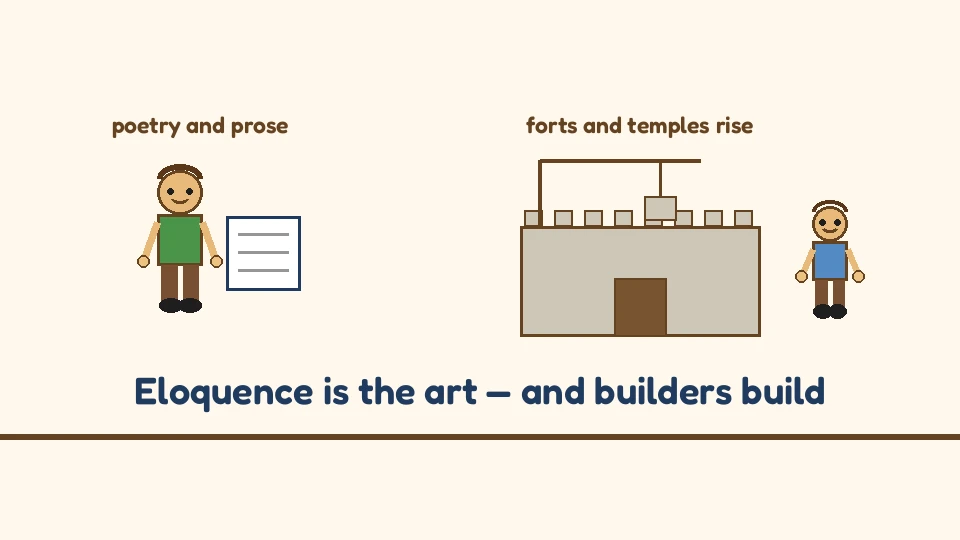 poetry and prose
forts and temples rise
Eloquence is the art — and builders build